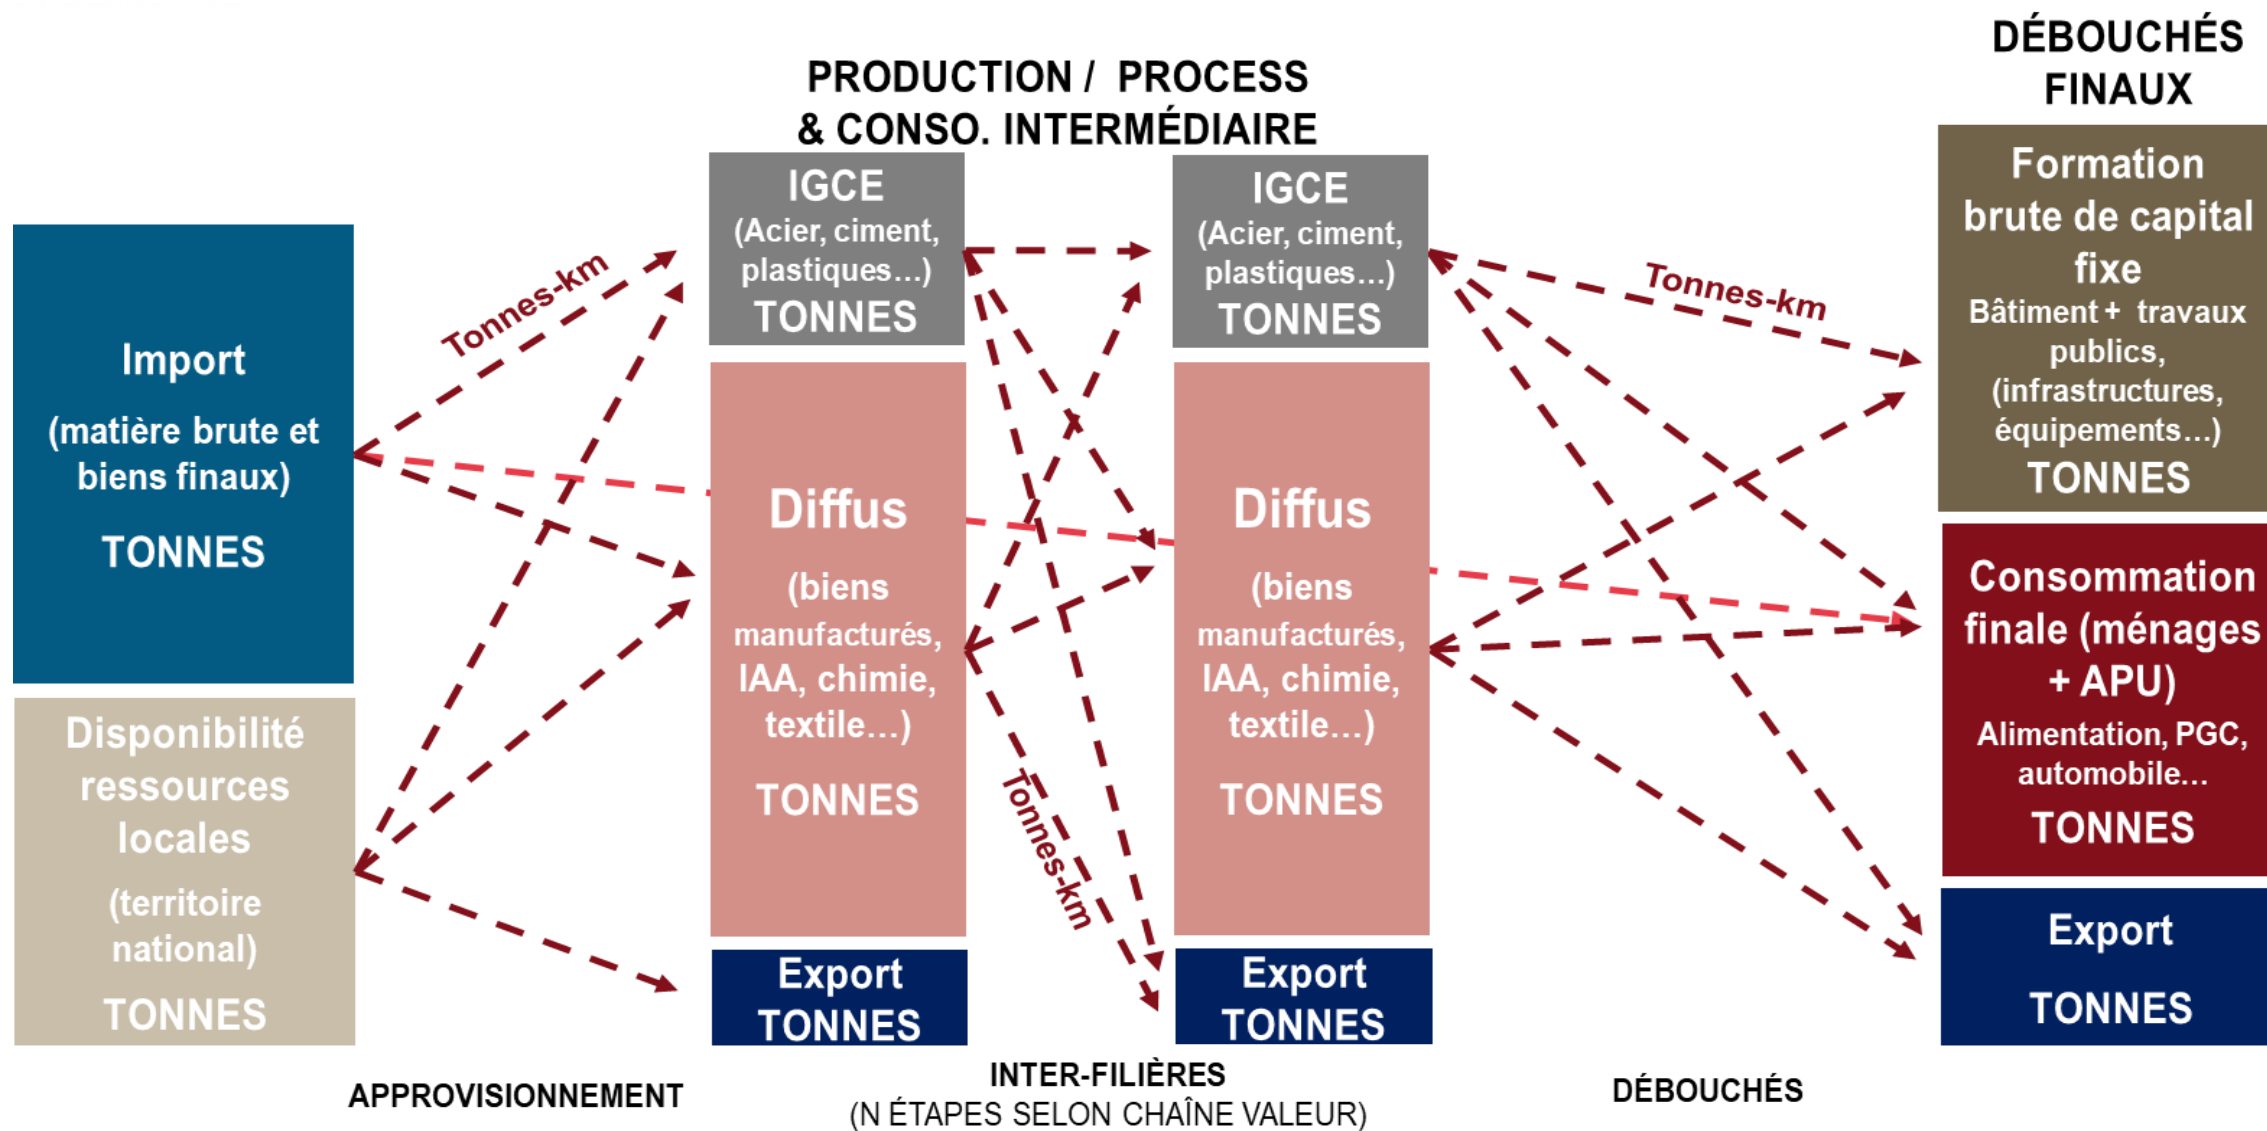 PRODUCTION / PROCESS
& CONSO. INTERMÉDIAIRE
DÉBOUCHÉS
FINAUX
Import
(matière brute et
biens finaux)
TONNES
Disponibilité
ressources
locales
(territoire
national)
TONNES
Tonnes-km
IGCE
(Acier, ciment,
plastiques…)
TONNES
Diffus
(biens
manufacturés,
IAA, chimie,
textile…)
TONNES
Export
TONNES
Tonnes-km
IGCE
(Acier, ciment,
plastiques…)
TONNES
Diffus
(biens
manufacturés,
IAA, chimie,
textile…)
TONNES
Export
TONNES
Tonnes-km
Formation
brute de capital
fixe
Bâtiment + travaux
publics,
(infrastructures,
équipements…)
TONNES
Consommation
finale (ménages
+ APU)
Alimentation, PGC,
automobile…
TONNES
Export
TONNES
APPROVISIONNEMENT
INTER-FILIÈRES
(N ÉTAPES SELON CHAÎNE VALEUR)
DÉBOUCHÉS